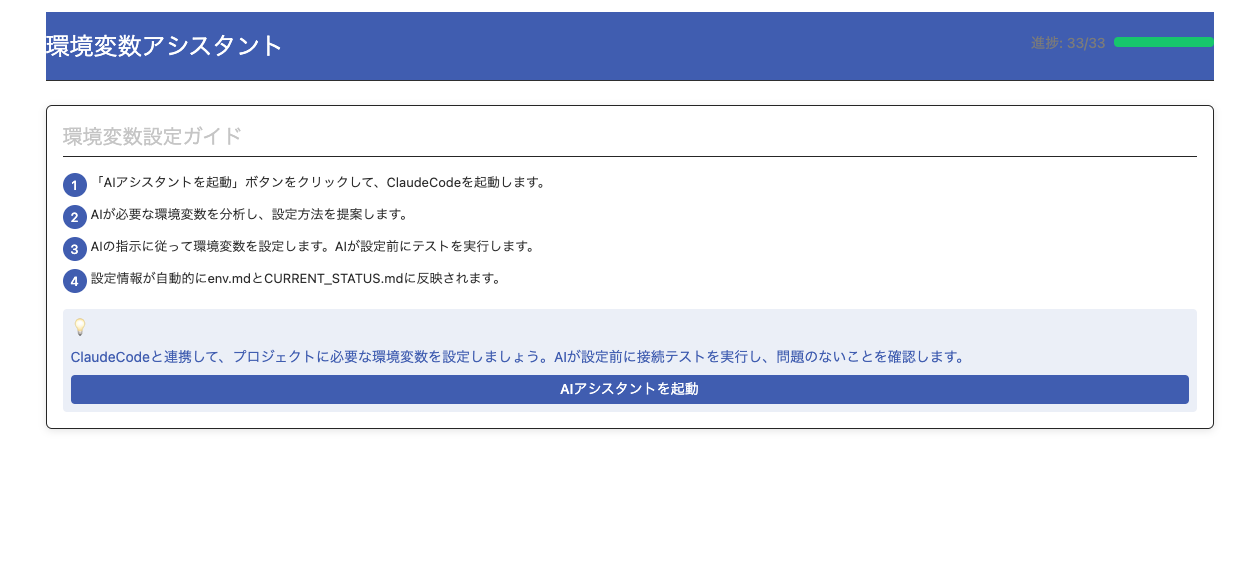 環境変数アシスタント
進捗: 33/33
環境変数設定ガイド
1 「AIアシスタントを起動」ボタンをクリックして、ClaudeCodeを起動します。
2 AIが必要な環境変数を分析し、設定方法を提案します。
3 AIの指示に従って環境変数を設定します。AIが設定前にテストを実行します。
4 設定情報が自動的にenv.mdとCURRENT_STATUS.mdに反映されます。
ClaudeCodeと連携して、プロジェクトに必要な環境変数を設定しましょう。AIが設定前に接続テストを実行し、問題のないことを確認します。
AIアシスタントを起動